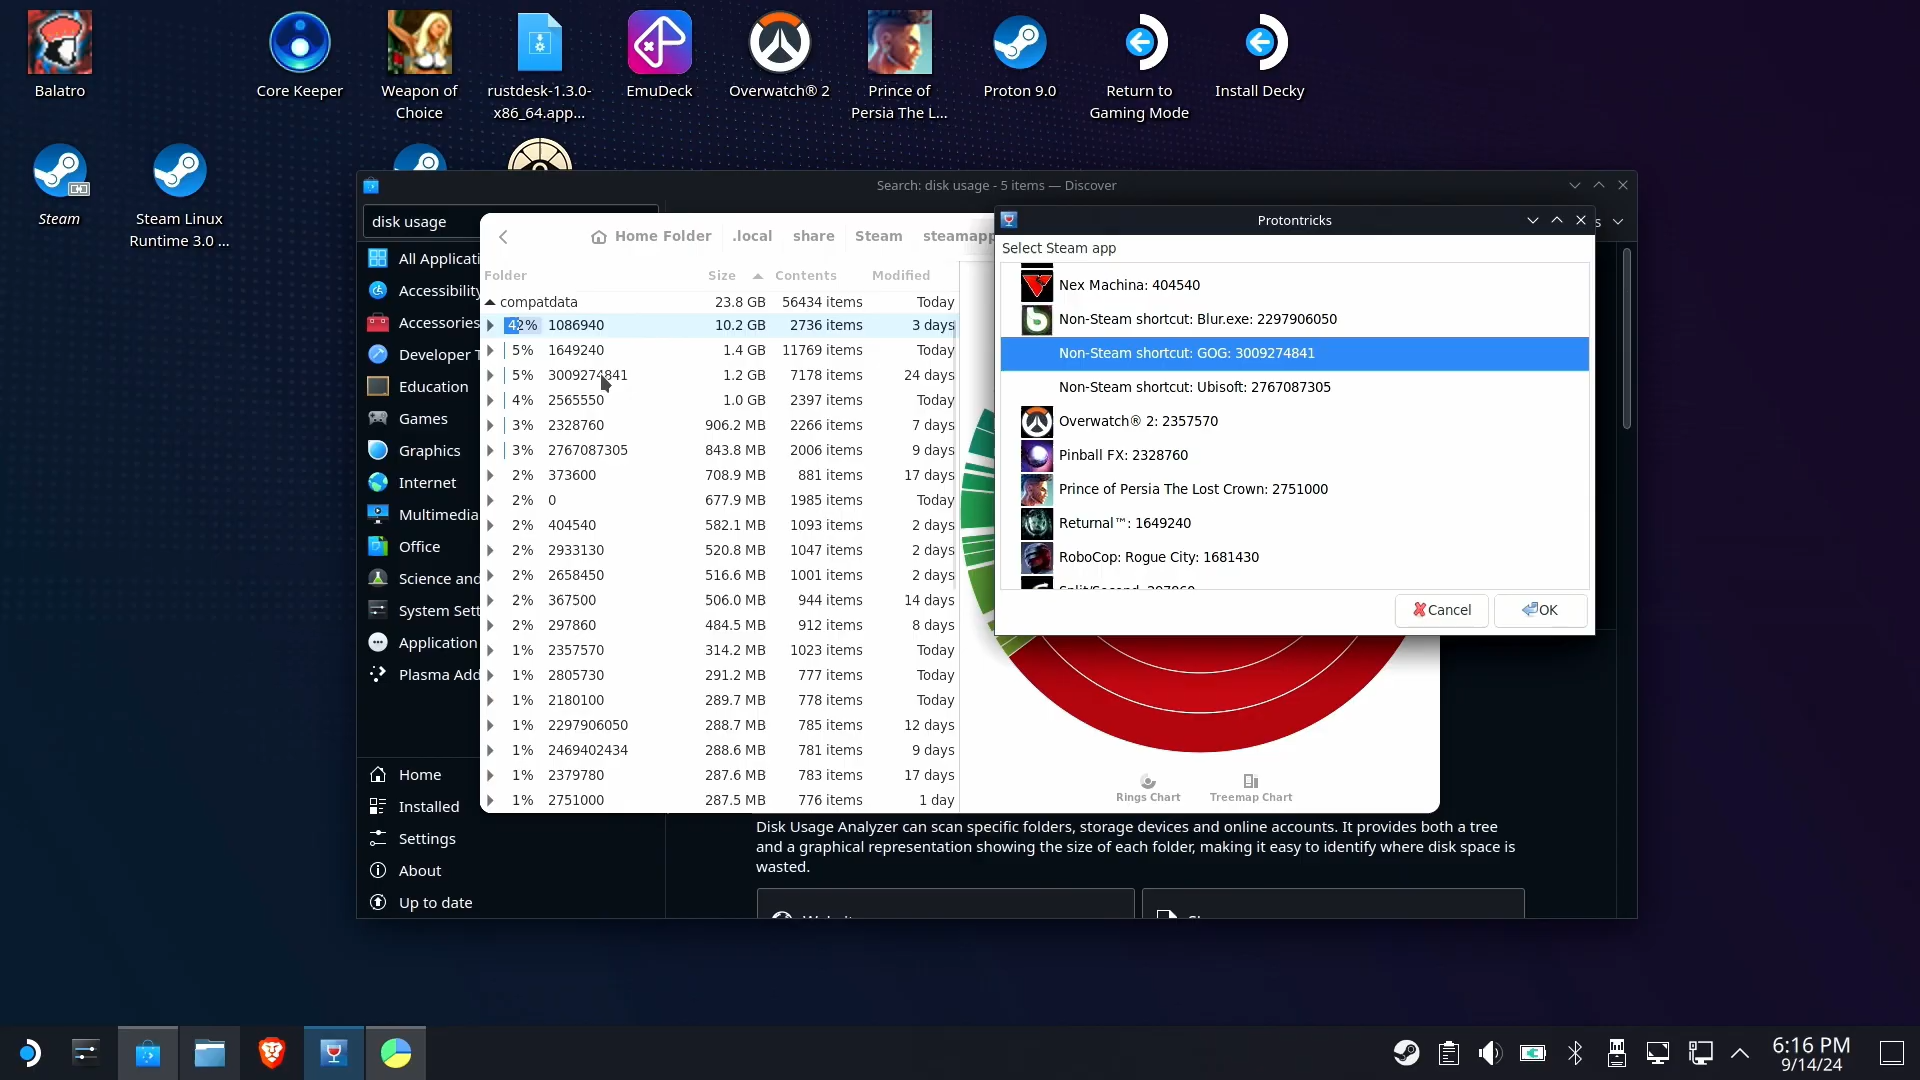 Balatro
Core Keeper
Weapon of
Choice
rustdesk-1.3.0-
x86_64.app...
EmuDeck
Overwatch® 2
Prince of
Persia The L...
Proton 9.0
Return to
Gaming Mode
Install Decky
Steam
Steam Linux
Runtime 3.0 ...
Search: disk usage - 5 items — Discover
disk usage
All Applicati
Accessibility
Accessories
Developer T
Education
Games
Graphics
Internet
Multimedia
Office
Science and
System Sett
Application
Plasma Add
Home
Installed
Settings
About
Up to date
Home Folder .local share Steam steamapp
Folder Size Contents Modified
compatdata 23.8 GB 56434 items Today
42% 1086940 10.2 GB 2736 items 3 days
5% 1649240 1.4 GB 11769 items Today
5% 3009274841 1.2 GB 7178 items 24 days
4% 2565550 1.0 GB 2397 items Today
3% 2328760 906.2 MB 2266 items 7 days
3% 2767087305 843.8 MB 2006 items 9 days
2% 373600 708.9 MB 881 items 17 days
2% 0 677.9 MB 1985 items Today
2% 404540 582.1 MB 1093 items 2 days
2% 2933130 520.8 MB 1047 items 2 days
2% 2658450 516.6 MB 1001 items 2 days
2% 367500 506.0 MB 944 items 14 days
2% 297860 484.5 MB 912 items 8 days
1% 2357570 314.2 MB 1023 items Today
1% 2805730 291.2 MB 777 items Today
1% 2180100 289.7 MB 778 items Today
1% 2297906050 288.7 MB 785 items 12 days
1% 2469402434 288.6 MB 781 items 9 days
1% 2379780 287.6 MB 783 items 17 days
1% 2751000 287.5 MB 776 items 1 day
Rings Chart
Treemap Chart
Protontricks
s
Select Steam app
Nex Machina: 404540
Non-Steam shortcut: Blur.exe: 2297906050
Non-Steam shortcut: GOG: 3009274841
Non-Steam shortcut: Ubisoft: 2767087305
Overwatch® 2: 2357570
Pinball FX: 2328760
Prince of Persia The Lost Crown: 2751000
Returnal™: 1649240
RoboCop: Rogue City: 1681430
Split/Second: 297860
Cancel
OK
Disk Usage Analyzer can scan specific folders, storage devices and online accounts. It provides both a tree
and a graphical representation showing the size of each folder, making it easy to identify where disk space is
wasted.
6:16 PM
9/14/24